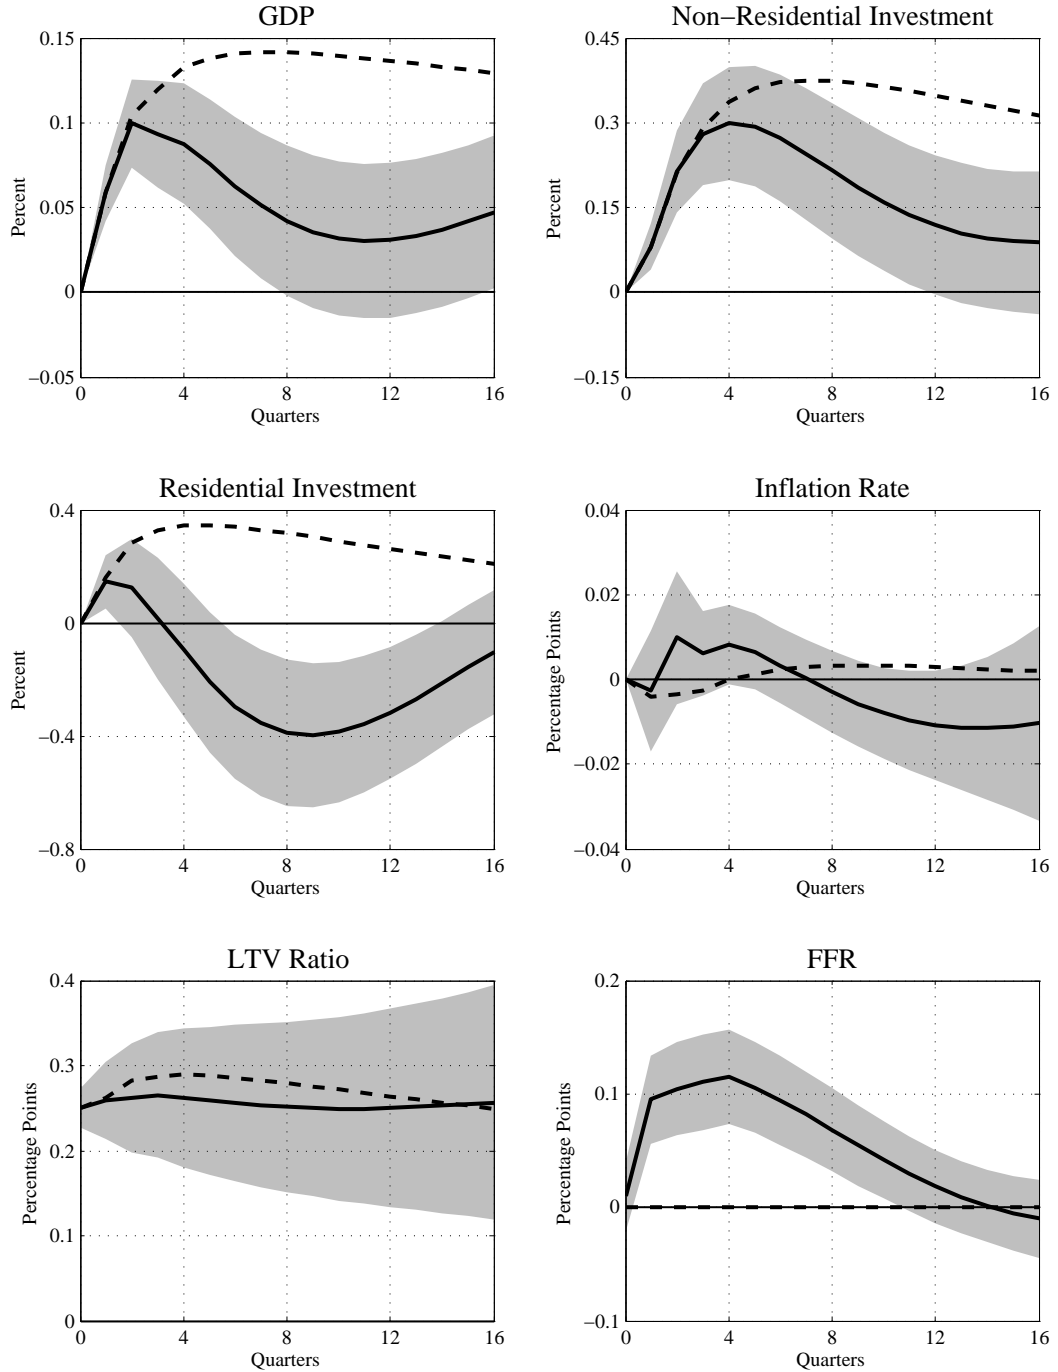 GDP
Percent
0.15
0.1
0.05
0
−0.05
0 4 8 12 16
Quarters
Non−Residential Investment
Percent
0.45
0.3
0.15
0
−0.15
0 4 8 12 16
Quarters
Residential Investment
Percent
0.4
0
−0.4
−0.8
0 4 8 12 16
Quarters
Inflation Rate
Percentage Points
0.04
0.02
0
−0.02
−0.04
0 4 8 12 16
Quarters
LTV Ratio
Percentage Points
0.4
0.3
0.2
0.1
0
0 4 8 12 16
Quarters
FFR
Percentage Points
0.2
0.1
0
−0.1
0 4 8 12 16
Quarters